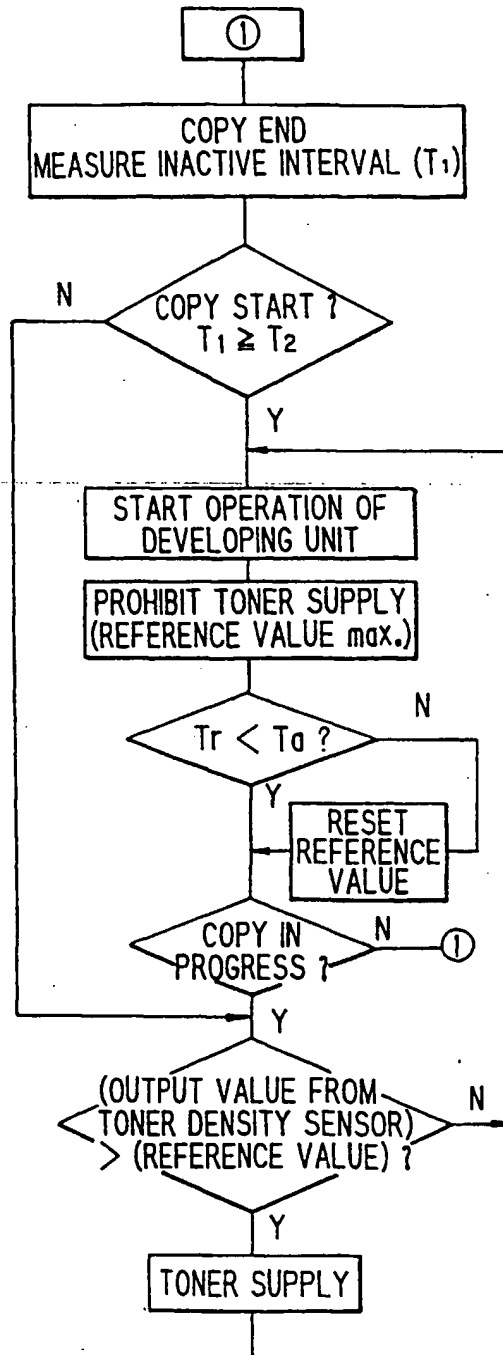 ①
COPY END
MEASURE INACTIVE INTERVAL (T1)
N
COPY START ?
T1 ≧ T2
Y
START OPERATION OF
DEVELOPING UNIT
PROHIBIT TONER SUPPLY
(REFERENCE VALUE max.)
Tr < Ta ?
N
Y
RESET
REFERENCE
VALUE
COPY IN
PROGRESS ?
N
①
Y
(OUTPUT VALUE FROM
TONER DENSITY SENSOR)
> (REFERENCE VALUE) ?
N
Y
TONER SUPPLY